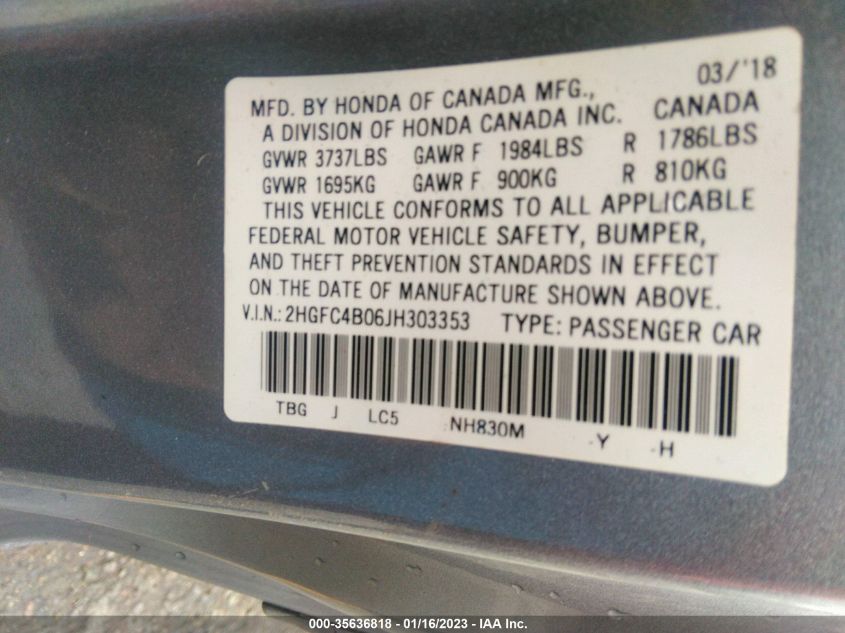 03/'18
MFD. BY HONDA OF CANADA MFG.,
A DIVISION OF HONDA CANADA INC. CANADA
GVWR 3737LBS GAWR F 1984LBS R 1786LBS
GVWR 1695KG GAWR F 900KG R 810KG
THIS VEHICLE CONFORMS TO ALL APPLICABLE
FEDERAL MOTOR VEHICLE SAFETY, BUMPER,
AND THEFT PREVENTION STANDARDS IN EFFECT
ON THE DATE OF MANUFACTURE SHOWN ABOVE.
V.I.N.: 2HGFC4B06JH303353 TYPE: PASSENGER CAR
TBG J LC5 NH830M -Y -H
000-35636818 - 01/16/2023 - IAA Inc.